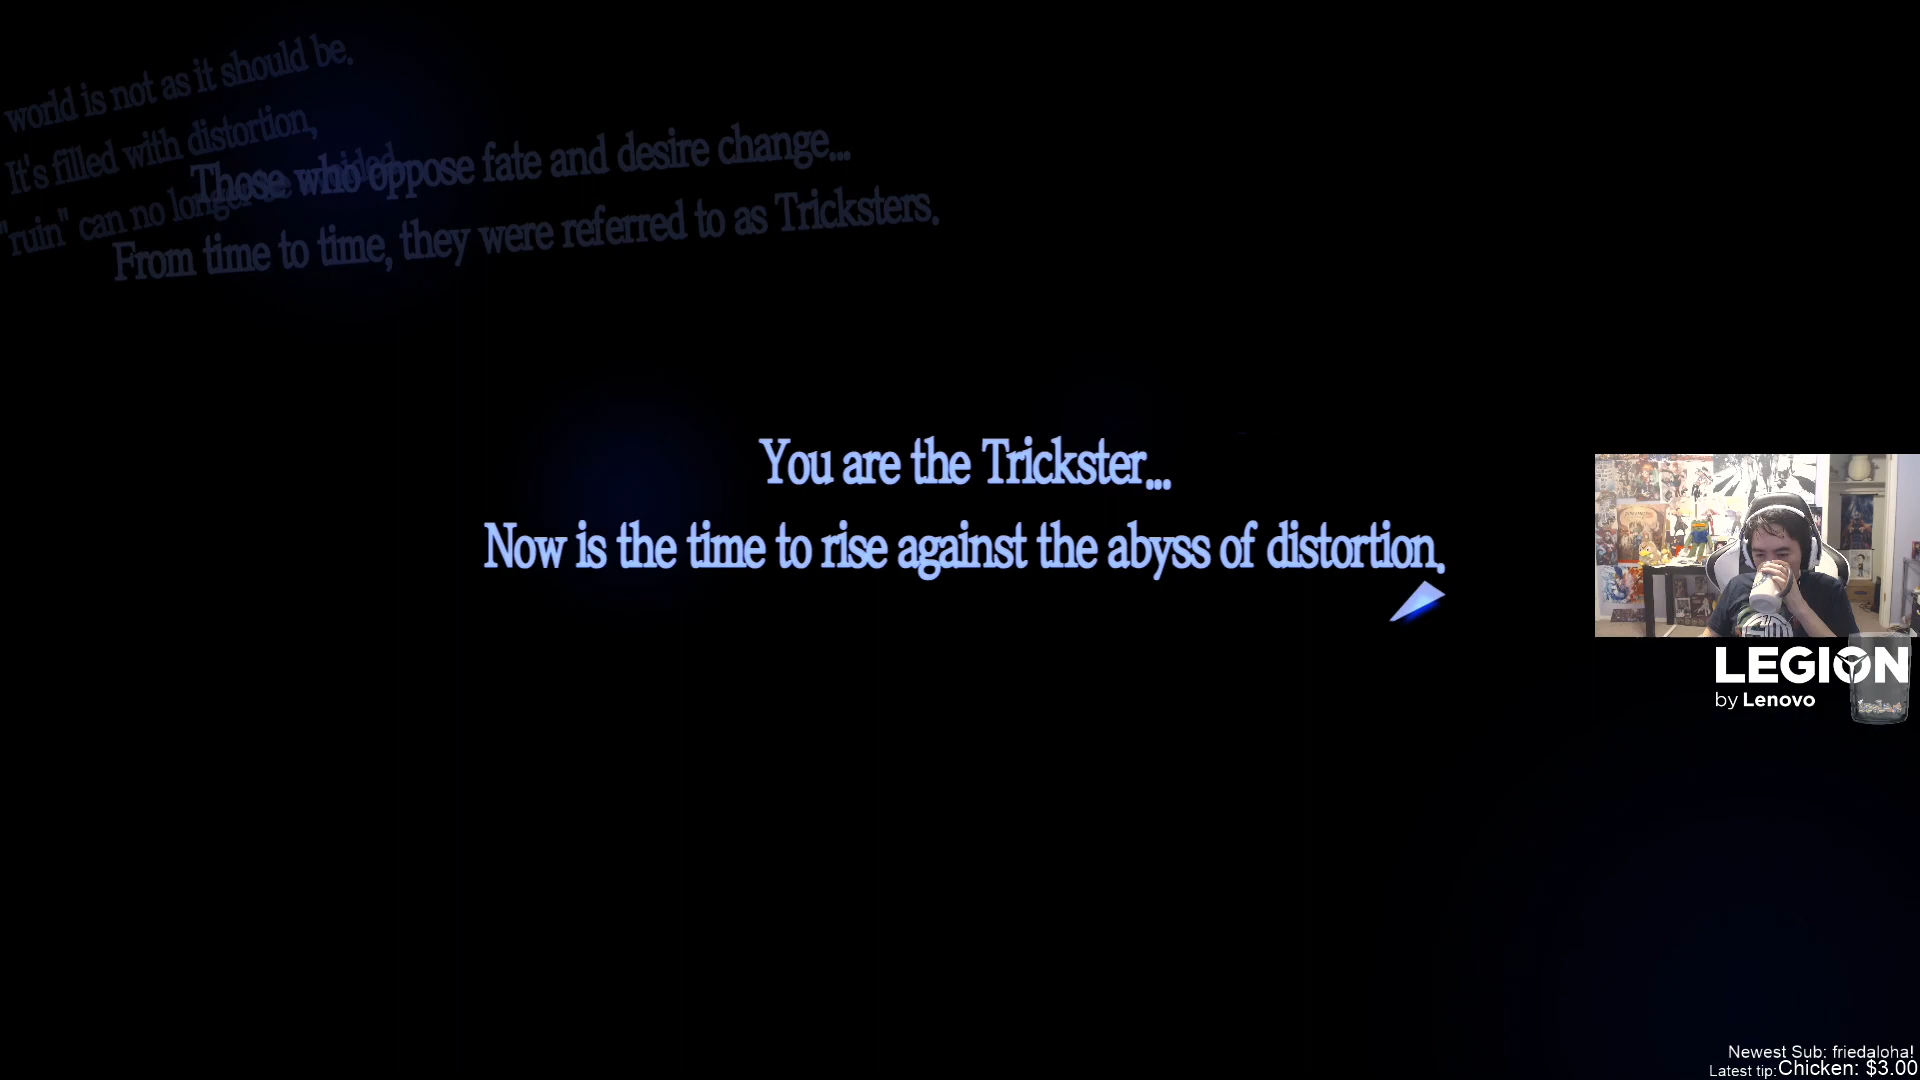 world is not as it should be.
It's filled with distortion,
"ruin" can no longer be avoided.
Those who oppose fate and desire change...
From time to time, they were referred to as Tricksters.
You are the Trickster...
Now is the time to rise against the abyss of distortion.
LEGION
by Lenovo
Newest Sub: friedaloha!
Latest tip:Chicken: $3.00